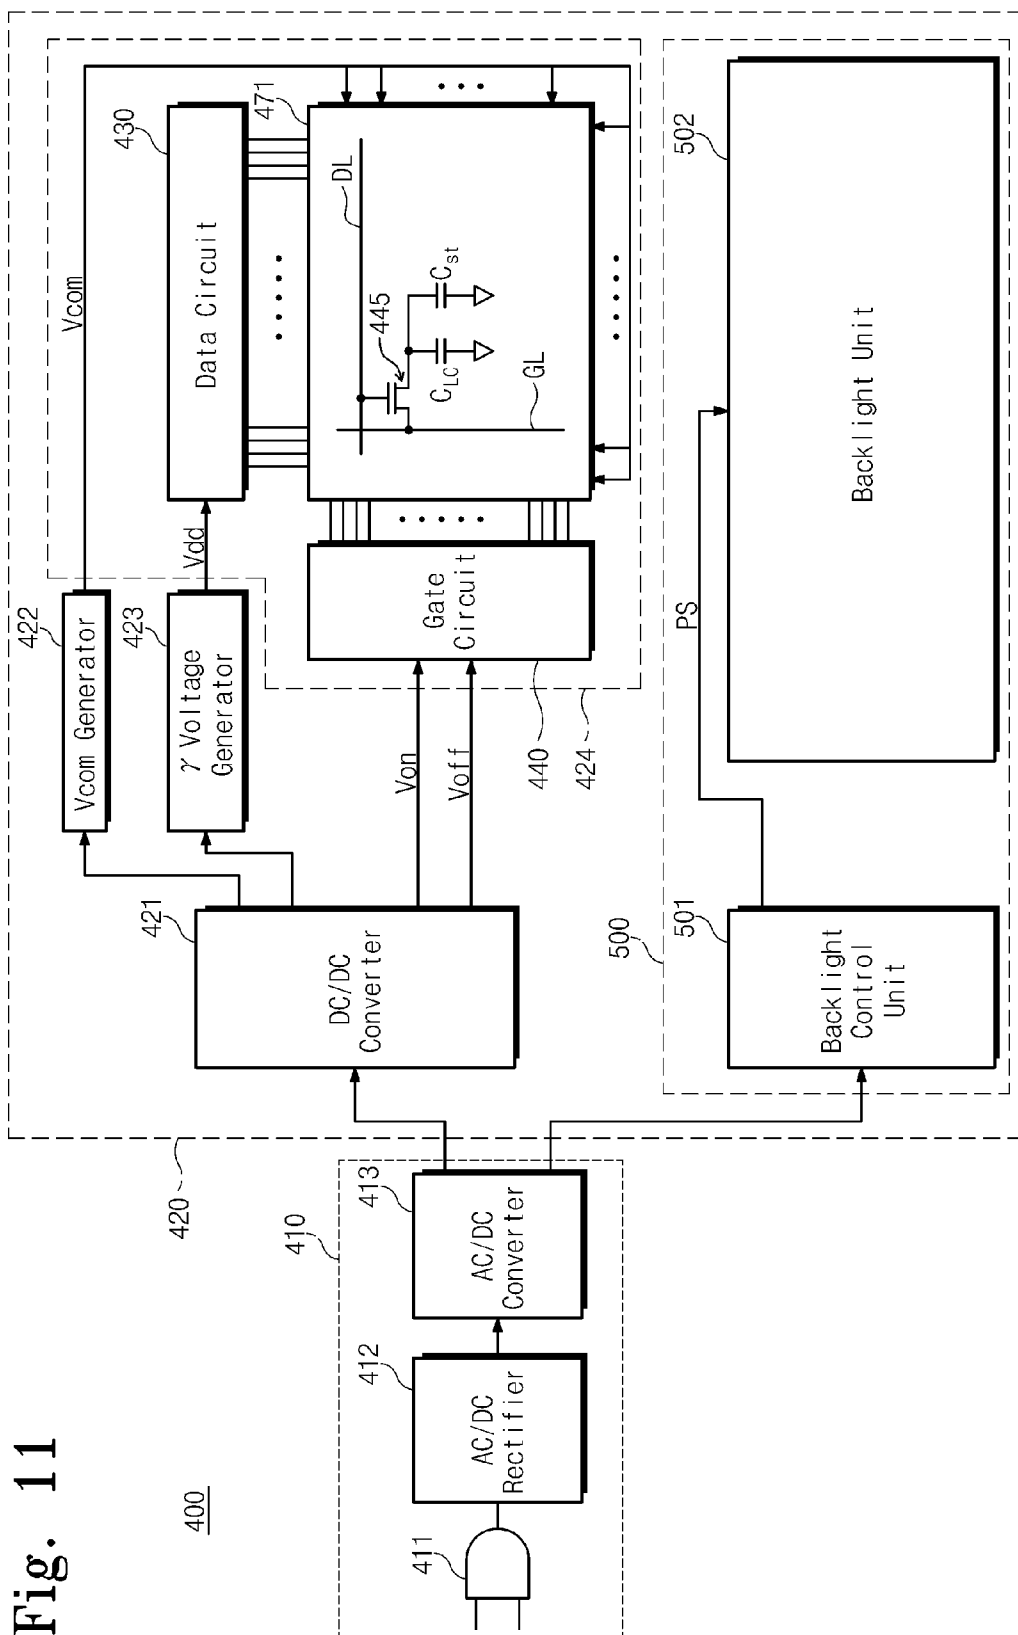 Fig. 11
400
411
412
AC/DC
Rectifier
410
413
AC/DC
Converter
420
421
DC/DC
Converter
422
Vcom Generator
423
γ Voltage
Generator
Vcom
Vdd
Von
Voff
430
Data Circuit
471
DL
445
CLC
Cst
GL
Gate
Circuit
440
424
500
501
Backlight
Control
Unit
PS
502
Backlight Unit